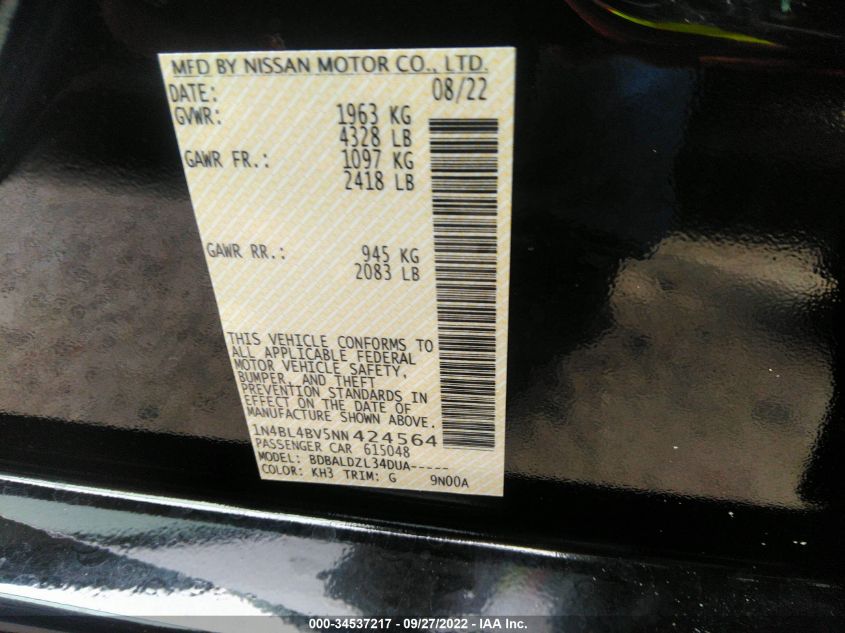 MFD BY NISSAN MOTOR CO., LTD.
DATE: 08/22
GVWR: 1963 KG
4328 LB
GAWR FR.: 1097 KG
2418 LB
GAWR RR.: 945 KG
2083 LB
THIS VEHICLE CONFORMS TO
ALL APPLICABLE FEDERAL
MOTOR VEHICLE SAFETY,
BUMPER, AND THEFT
PREVENTION STANDARDS IN
EFFECT ON THE DATE OF
MANUFACTURE SHOWN ABOVE.
1N4BL4BV5NN424564
PASSENGER CAR 615048
MODEL: BDBALDZL34DUA-----
COLOR: KH3 TRIM: G 9N00A
000-34537217 - 09/27/2022 - IAA Inc.